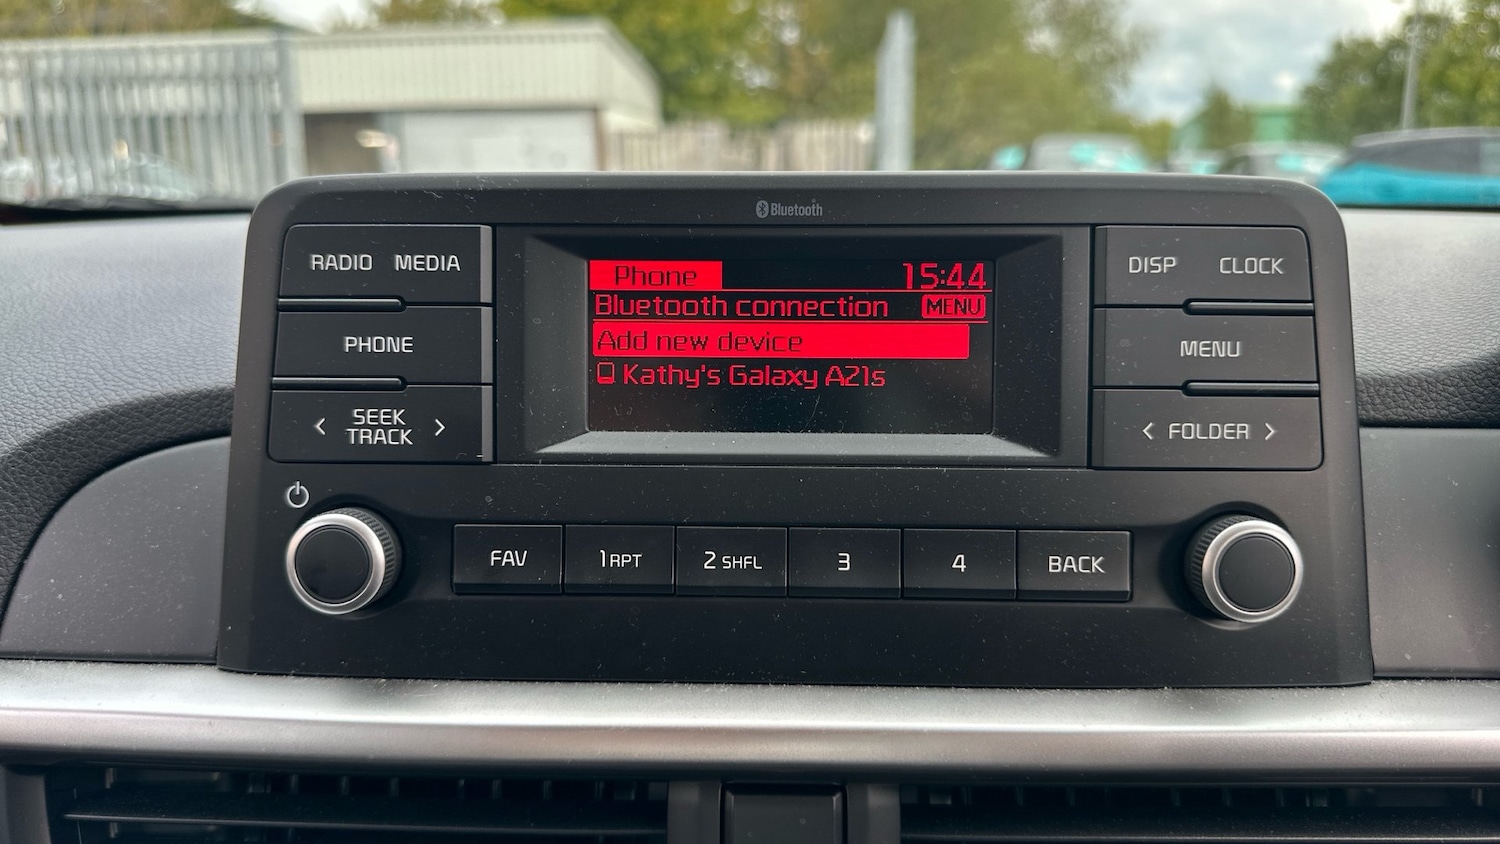 Bluetooth
RADIO MEDIA
PHONE
< SEEK TRACK >
Phone 15:44
Bluetooth connection MENU
Add new device
Kathy's Galaxy A21s
DISP CLOCK
MENU
< FOLDER >
FAV 1 RPT 2 SHFL 3 4 BACK